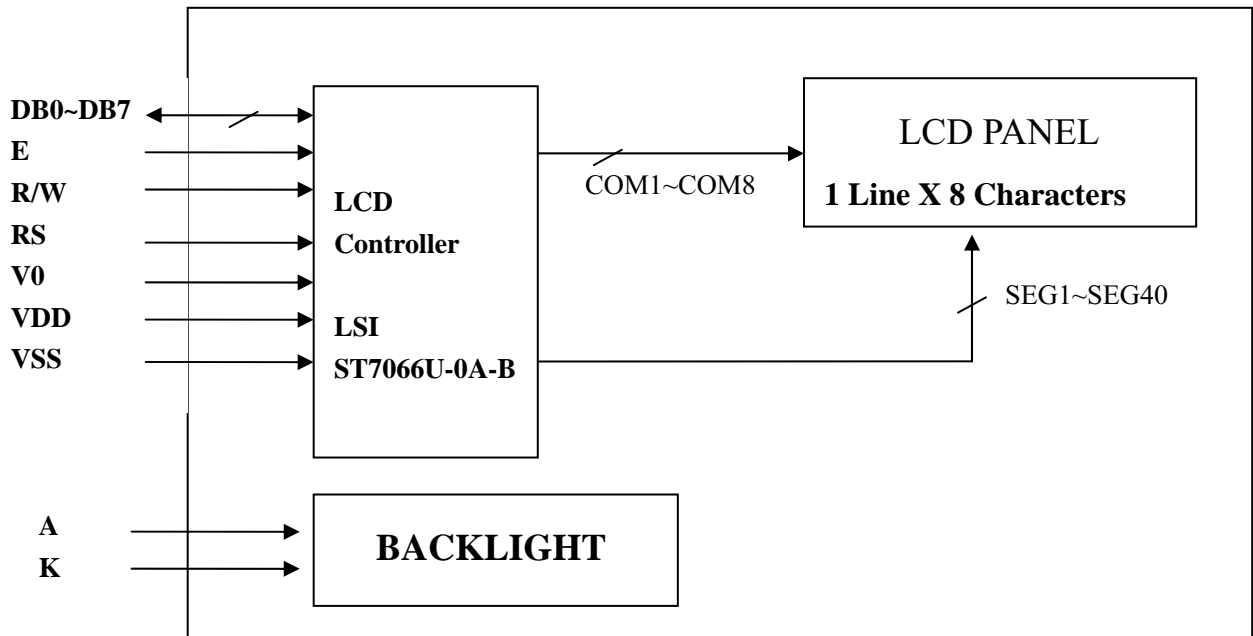 DB0~DB7
E
R/W
RS
V0
VDD
VSS
LCD
Controller
LSI
ST7066U-0A-B
COM1~COM8
LCD PANEL
1 Line X 8 Characters
SEG1~SEG40
A
K
BACKLIGHT